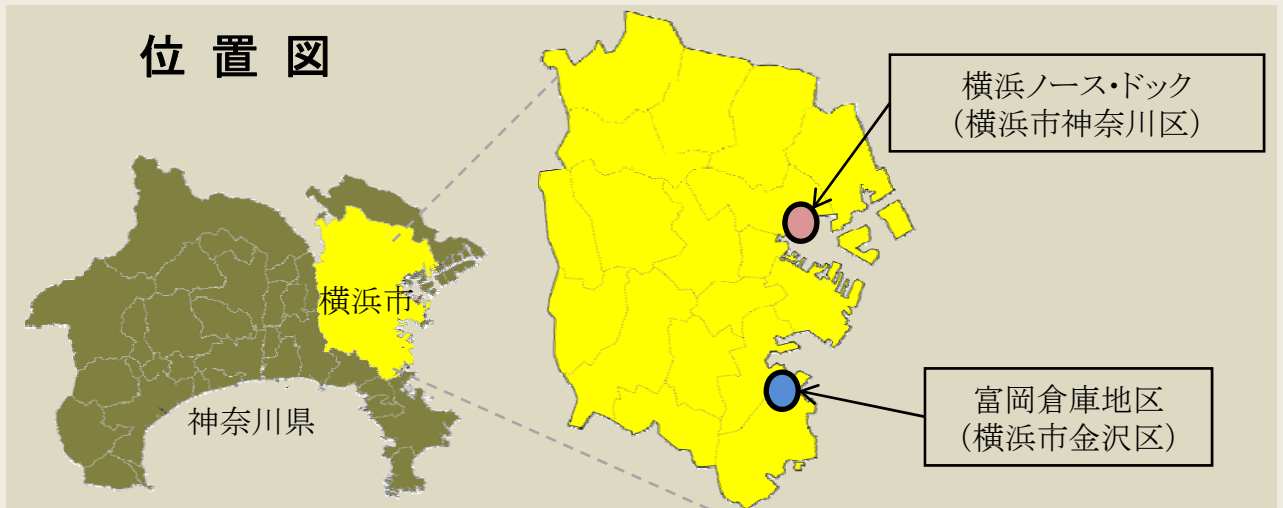 位置図
横浜ノース・ドック
（横浜市神奈川区）
横浜市
神奈川県
富岡倉庫地区
（横浜市金沢区）